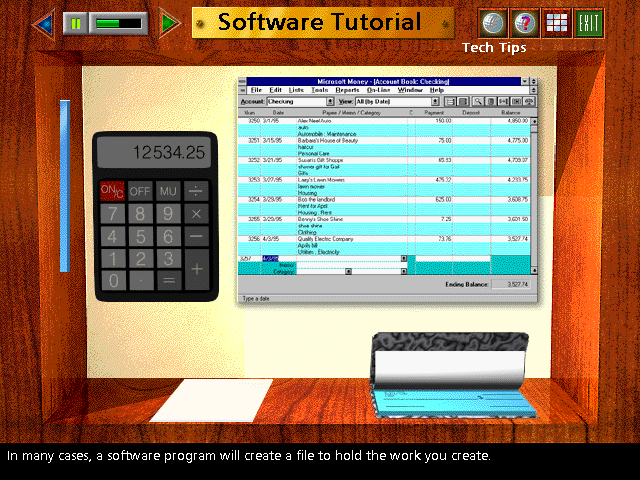 Software Tutorial
EXIT
Tech Tips
Microsoft Money - [Account Book: Checking]
File Edit Lists Tools Reports On-Line Window Help
Account: Checking View: All (by Date)
Num Date Payee / Memo / Category C Payment Deposit Balance
3250 3/1/95 Alex Neel Auto 150.00 4,850.00
auto
Automobile : Maintenance
3251 3/15/95 Barbara's House of Beauty 75.00 4,775.00
haircut
Personal Care
3252 3/21/95 Susan's Gift Shoppe 65.93 4,709.07
shower gift for Gail
Gifts
3253 3/27/95 Larry's Lawn Mowers 475.32 4,233.75
lawn mower
Housing
3254 3/29/95 Bob the landlord 625.00 3,608.75
Rent for April
Housing : Rent
3255 3/29/95 Benny's Shoe Shine 7.25 3,601.50
shoe shine
Clothing
3256 4/3/95 Quality Electric Company 73.76 3,527.74
April bill
Utilities : Electricity
3257 4/3/95
Memo:
Category:
Ending Balance: 3,527.74
Type a date
12534.25
ON/C OFF MU ÷
7 8 9 ×
4 5 6 −
1 2 3 +
0 . =
In many cases, a software program will create a file to hold the work you create.